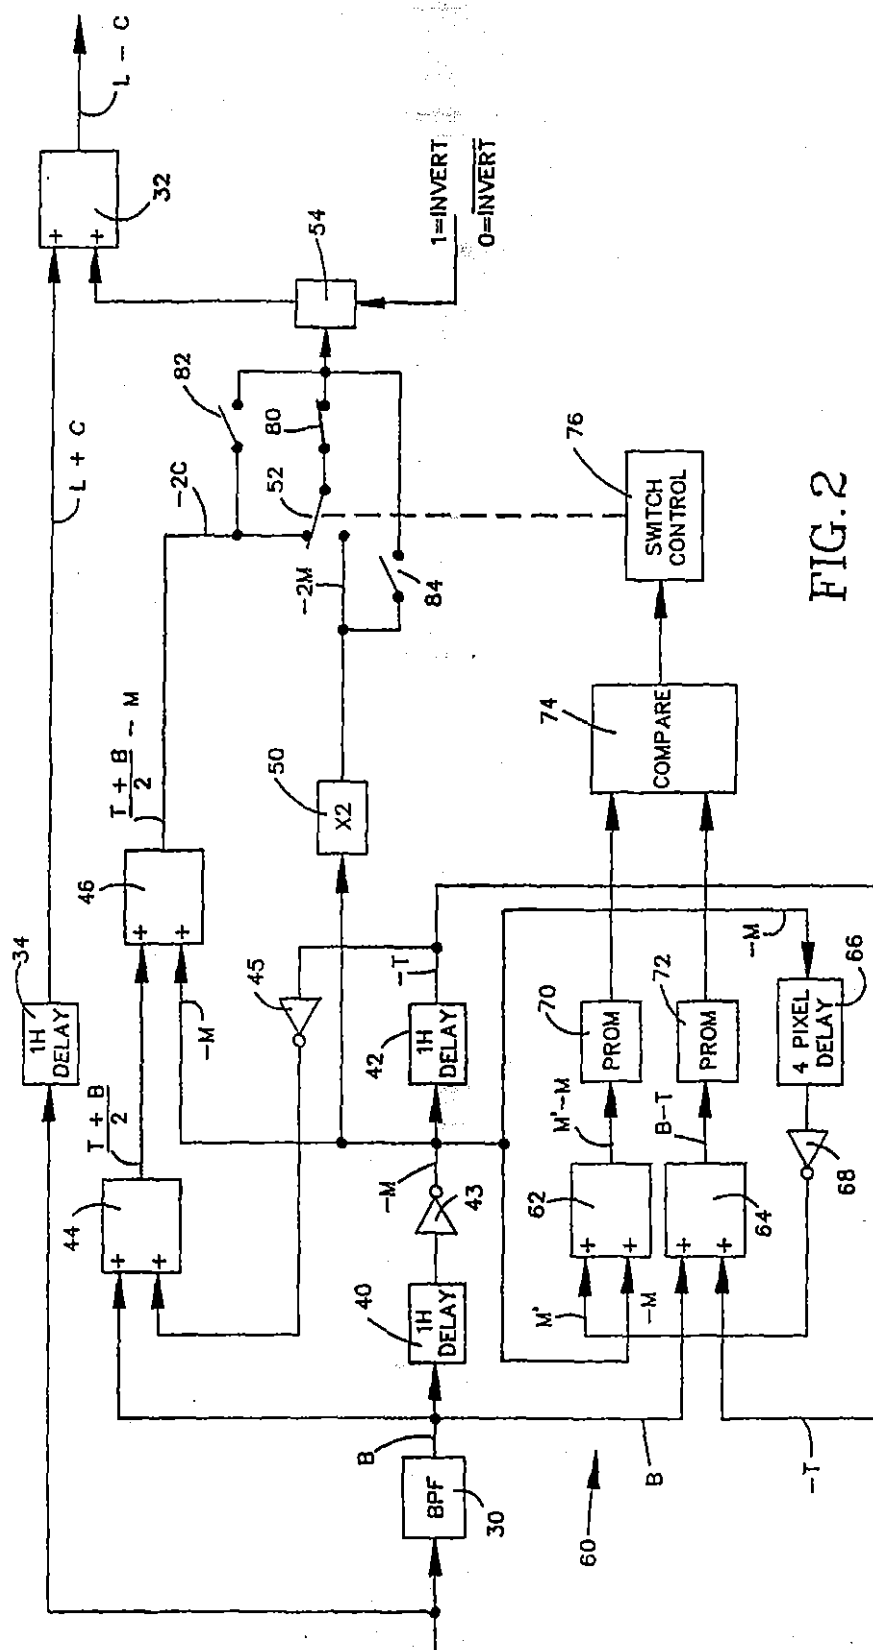 L - C
32
+
+
L + C
34
1H
DELAY
54
1=INVERT
0=INVERT
82
80
52
-2C
-2M
84
76
SWITCH
CONTROL
FIG. 2
T + B
2
- M
46
+
+
-M
50
X2
74
COMPARE
T + B
2
44
+
+
45
-T
42
1H
DELAY
-M
43
40
1H
DELAY
B
BPF
30
70
PROM
72
PROM
-M
66
4 PIXEL
DELAY
M'-M
B-T
62
+
+
64
+
+
68
M'
-M
B
-T
60